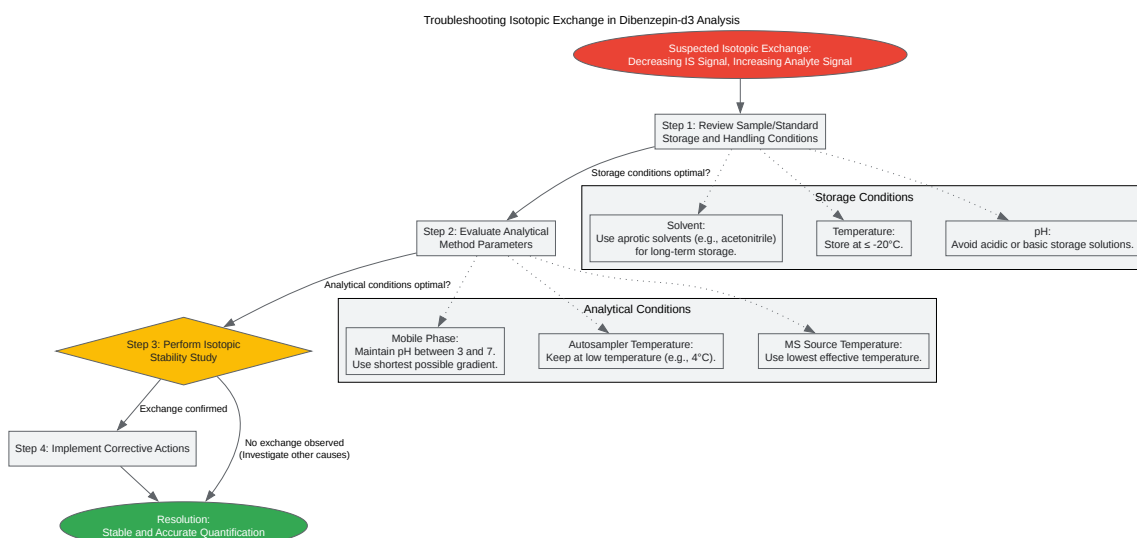 Troubleshooting Isotopic Exchange in Dibenzepin-d3 Analysis
Suspected Isotopic Exchange:
Decreasing IS Signal, Increasing Analyte Signal
Step 1: Review Sample/Standard
Storage and Handling Conditions
Storage conditions optimal?
Storage Conditions
Solvent:
Use aprotic solvents (e.g., acetonitrile)
for long-term storage.
Temperature:
Store at ≤ -20°C.
pH:
Avoid acidic or basic storage solutions.
Step 2: Evaluate Analytical
Method Parameters
Analytical conditions optimal?
Analytical Conditions
Mobile Phase:
Maintain pH between 3 and 7.
Use shortest possible gradient.
Autosampler Temperature:
Keep at low temperature (e.g., 4°C).
MS Source Temperature:
Use lowest effective temperature.
Step 3: Perform Isotopic
Stability Study
Exchange confirmed
No exchange observed
(Investigate other causes)
Step 4: Implement Corrective Actions
Resolution:
Stable and Accurate Quantification